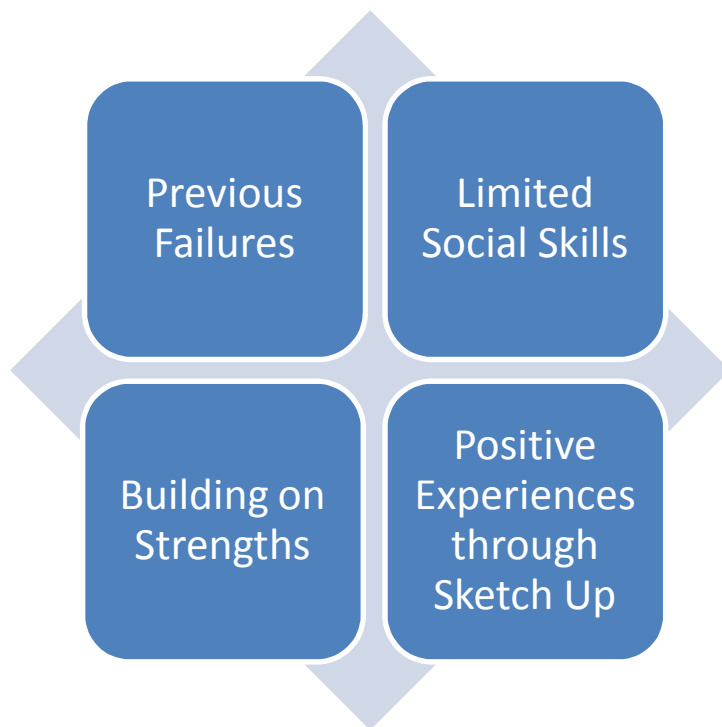 Previous
Failures
Limited
Social Skills
Building on
Strengths
Positive
Experiences
through
Sketch Up